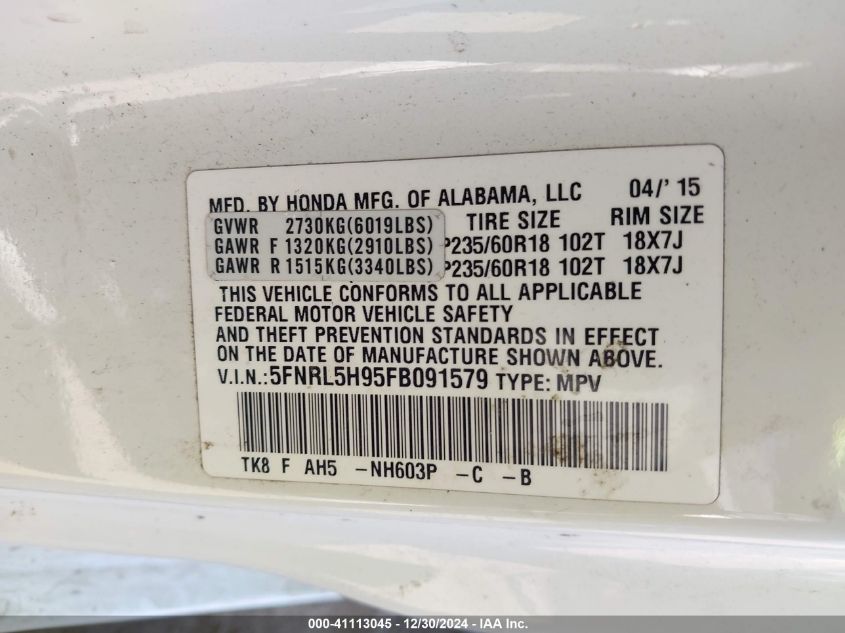 MFD. BY HONDA MFG. OF ALABAMA, LLC 04/'15
GVWR 2730KG(6019LBS) TIRE SIZE RIM SIZE
GAWR F 1320KG(2910LBS) P235/60R18 102T 18X7J
GAWR R 1515KG(3340LBS) P235/60R18 102T 18X7J
THIS VEHICLE CONFORMS TO ALL APPLICABLE
FEDERAL MOTOR VEHICLE SAFETY
AND THEFT PREVENTION STANDARDS IN EFFECT
ON THE DATE OF MANUFACTURE SHOWN ABOVE.
V.I.N.:5FNRL5H95FB091579 TYPE: MPV
TK8 F AH5 -NH603P -C -B
000-41113045 - 12/30/2024 - IAA Inc.